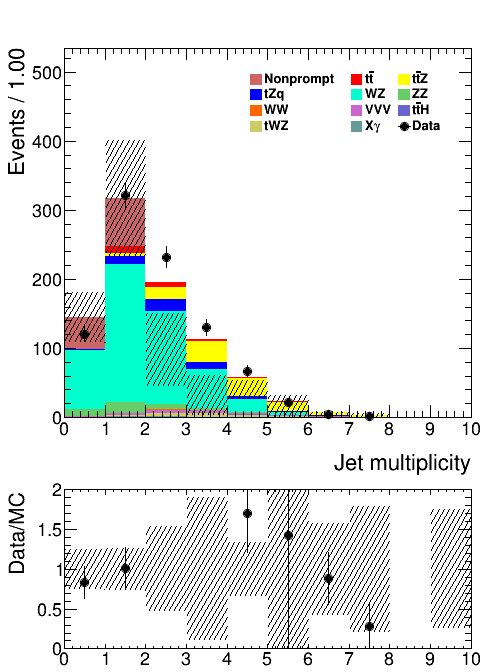 Events / 1.00
500
400
300
200
100
0
Nonprompt tt̄ tt̄Z
tZq WZ ZZ
WW VVV tt̄H
tWZ Xγ Data
0 1 2 3 4 5 6 7 8 9 10
Jet multiplicity
Data/MC
2
1.5
1
0.5
0
0 1 2 3 4 5 6 7 8 9 10